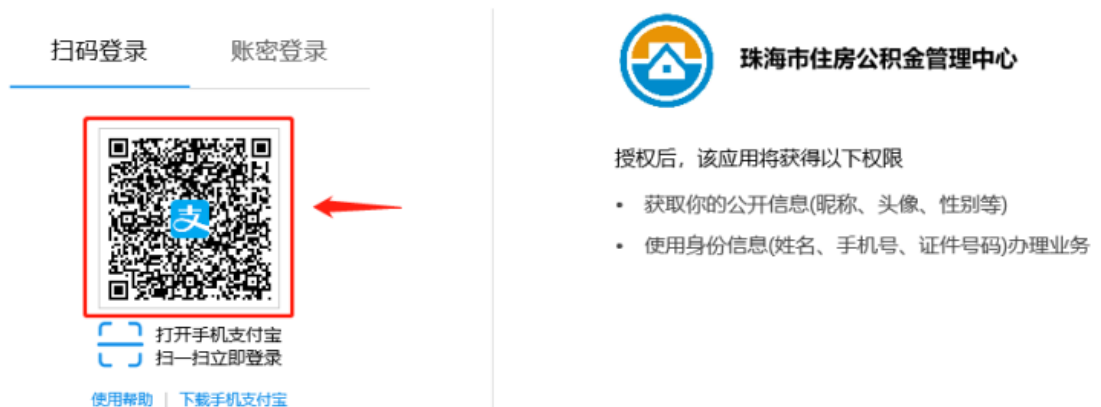 扫码登录
账密登录
支
打开手机支付宝
扫一扫立即登录
使用帮助 | 下载手机支付宝
珠海市住房公积金管理中心
授权后，该应用将获得以下权限
• 获取你的公开信息(昵称、头像、性别等)
• 使用身份信息(姓名、手机号、证件号码)办理业务